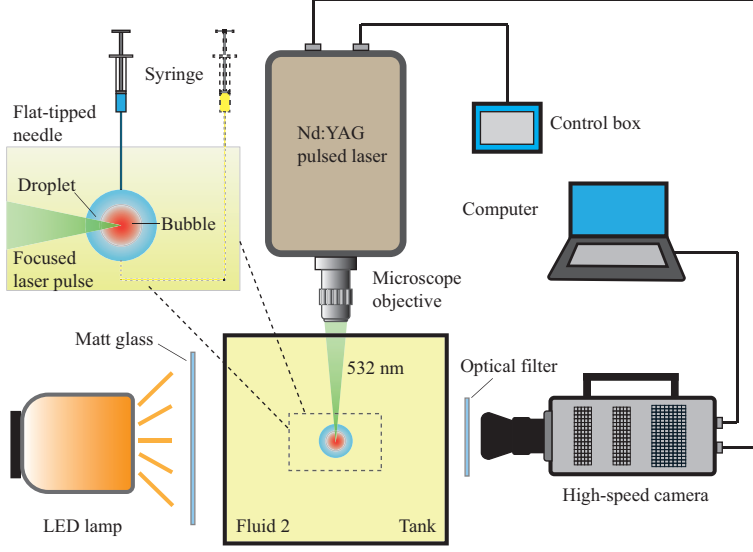 Syringe
Flat-tipped
needle
Droplet
Bubble
Focused
laser pulse
Nd:YAG
pulsed laser
Control box
Computer
Microscope
objective
Matt glass
532 nm
Optical filter
LED lamp
Fluid 2
Tank
High-speed camera